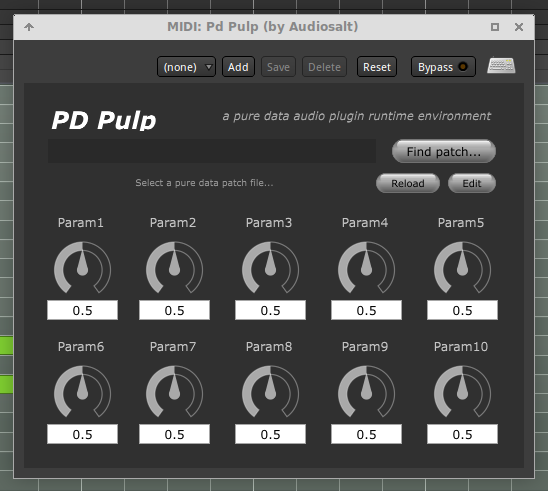 MIDI: Pd Pulp (by Audiosalt)
(none) Add Save Delete Reset Bypass
PD Pulp a pure data audio plugin runtime environment
Find patch...
Select a pure data patch file... Reload Edit
Param1 Param2 Param3 Param4 Param5
0.5 0.5 0.5 0.5 0.5
Param6 Param7 Param8 Param9 Param10
0.5 0.5 0.5 0.5 0.5